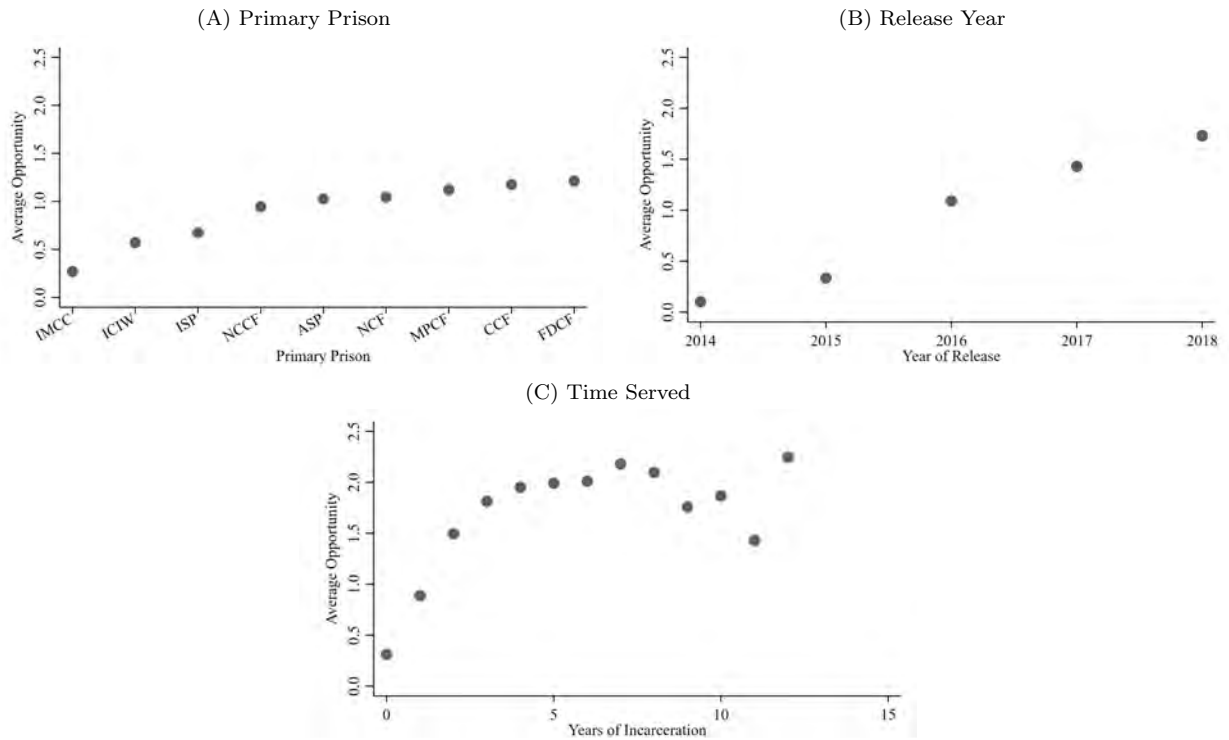 (A) Primary Prison
Average Opportunity
2.5
2.0
1.5
1.0
0.5
0.0
IMCC ICIW ISP NCCF ASP NCF MPCF CCF FDCF
Primary Prison
(B) Release Year
Average Opportunity
2.5
2.0
1.5
1.0
0.5
0.0
2014 2015 2016 2017 2018
Year of Release
(C) Time Served
Average Opportunity
2.5
2.0
1.5
1.0
0.5
0.0
0 5 10 15
Years of Incarceration